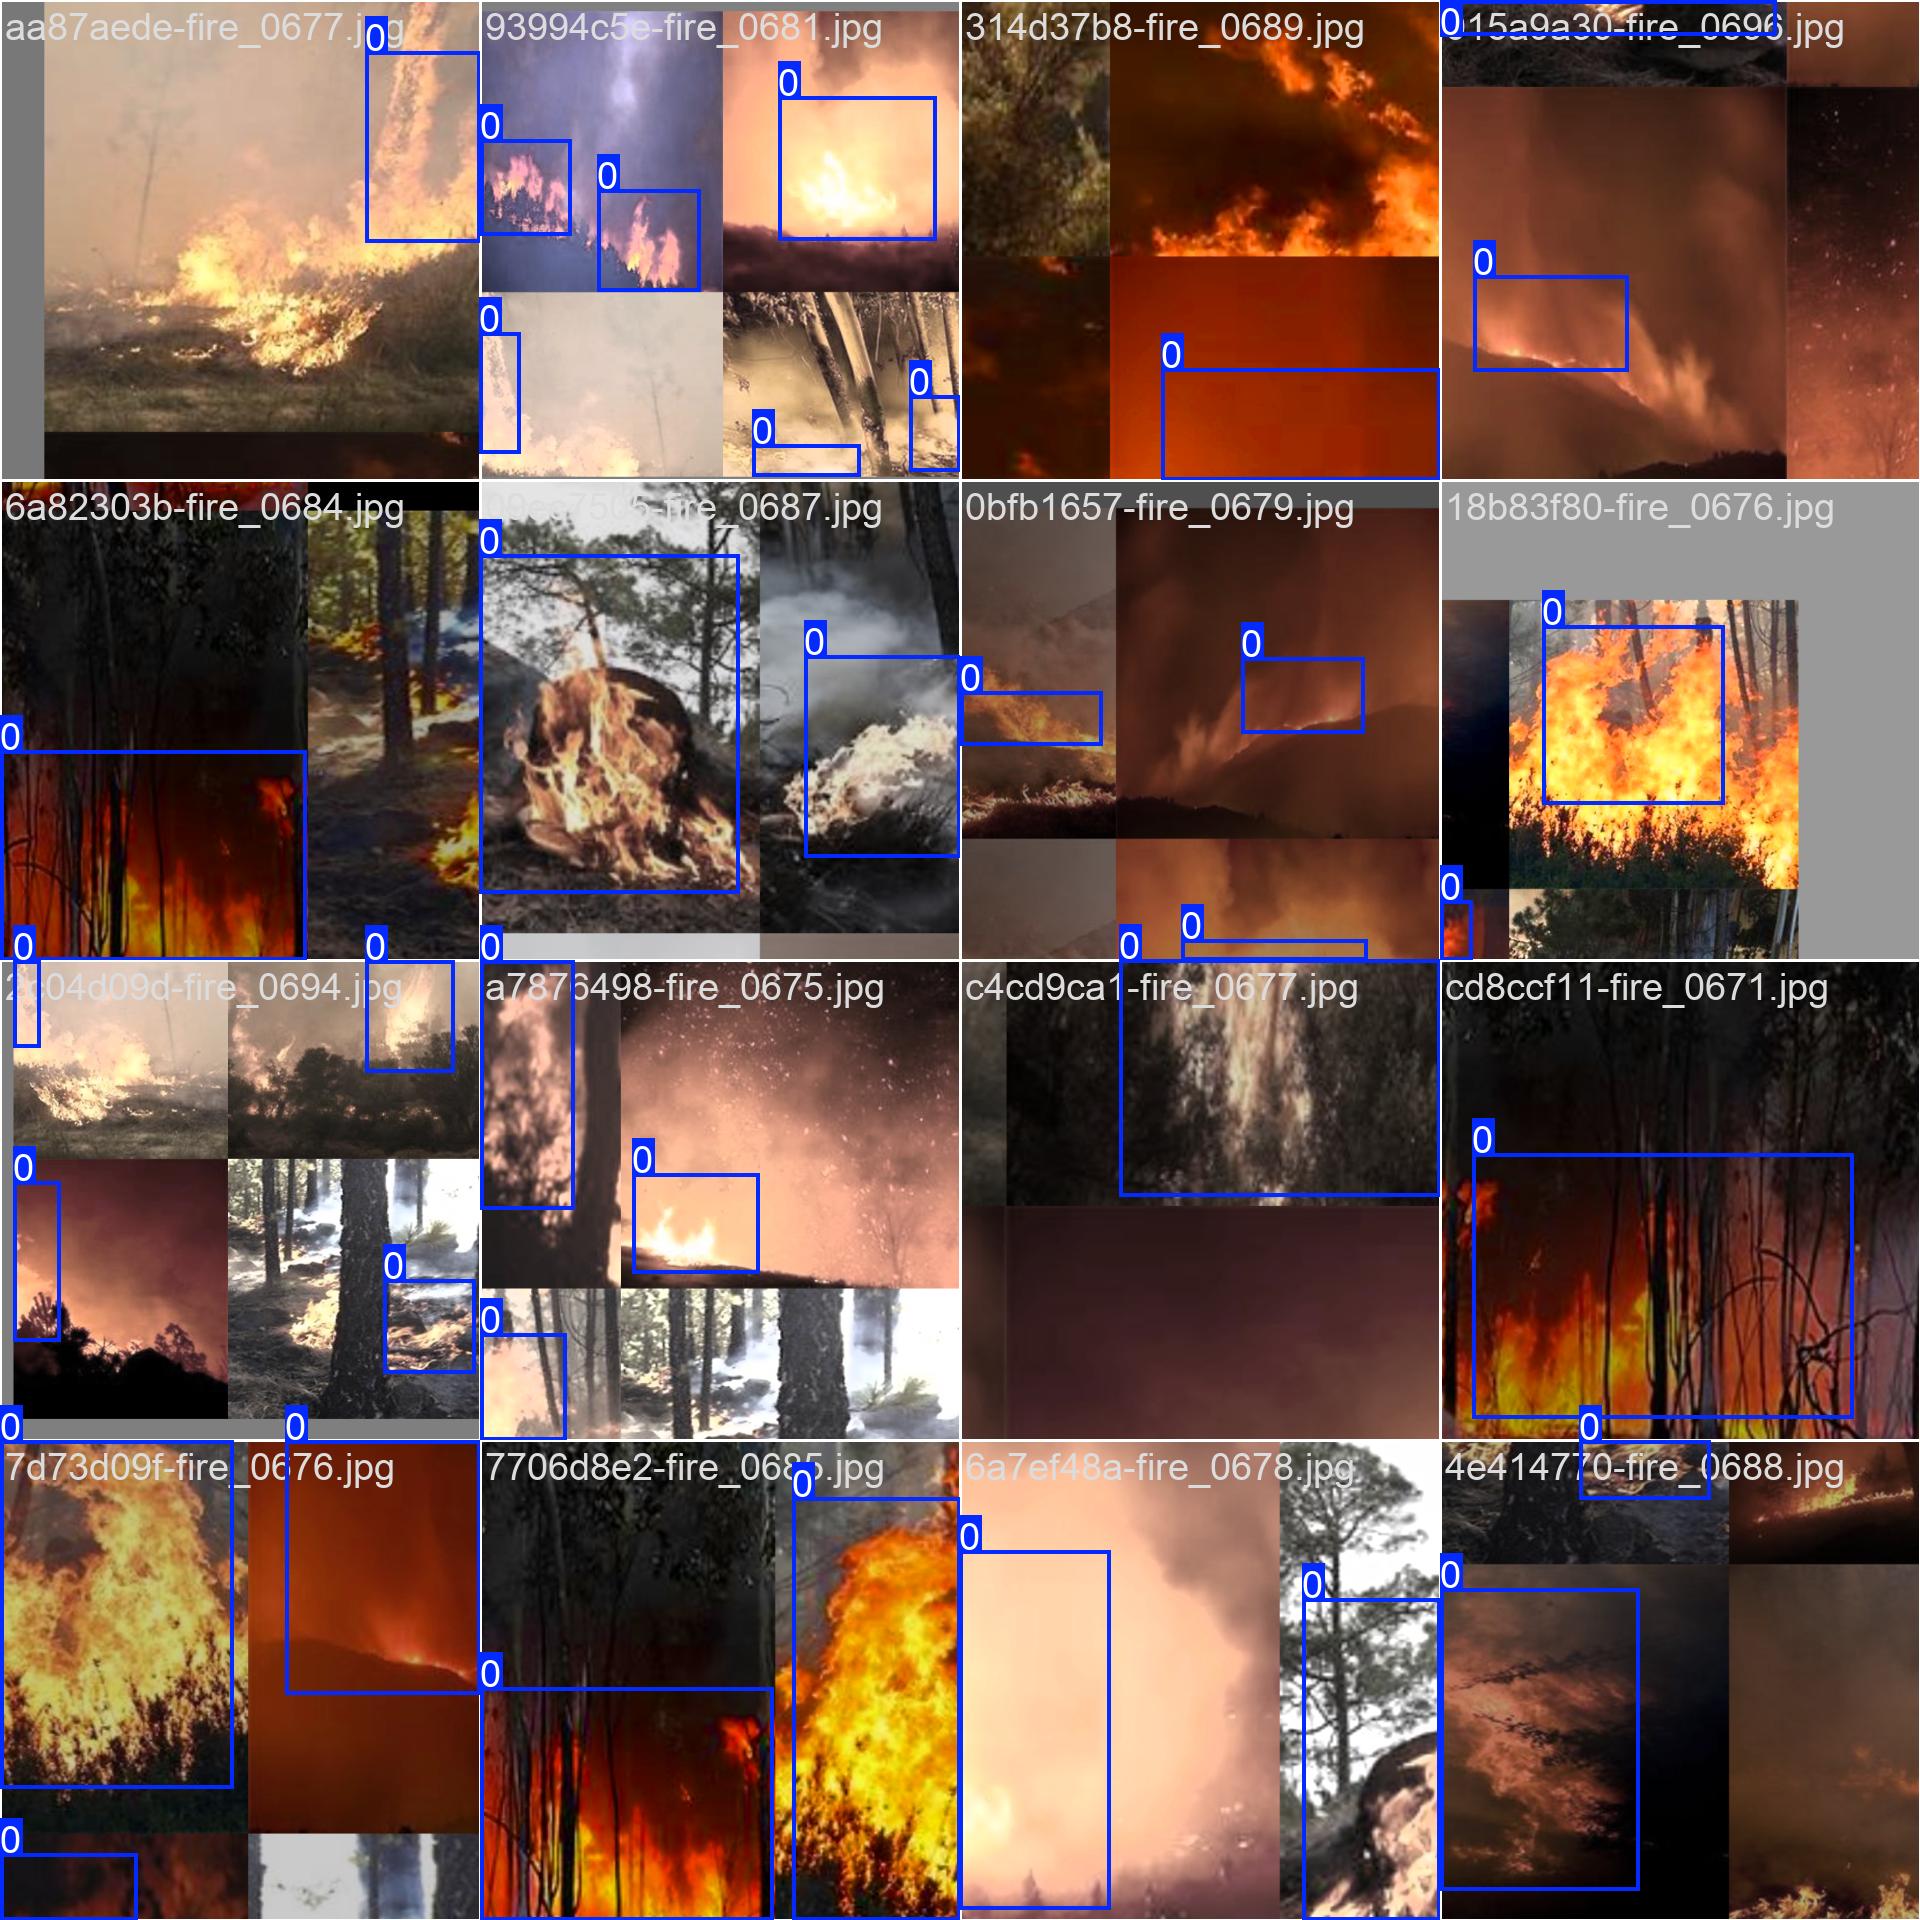 aa87aede-fire_0677.jpg
0
93994c5e-fire_0681.jpg
0
0
0
0
0
0
314d37b8-fire_0689.jpg
0
15a9a30-fire_0696.jpg
0
0
6a82303b-fire_0684.jpg
0
fire_0687.jpg
0
0
0bfb1657-fire_0679.jpg
0
0
0
18b83f80-fire_0676.jpg
0
0
c04d09d-fire_0694.jpg
0
0
0
0
a7876498-fire_0675.jpg
0
0
0
c4cd9ca1-fire_0677.jpg
0
cd8ccf11-fire_0671.jpg
0
7d73d09f-fire_0676.jpg
0
0
0
7706d8e2-fire_0685.jpg
0
0
6a7ef48a-fire_0678.jpg
0
0
4e414770-fire_0688.jpg
0
0